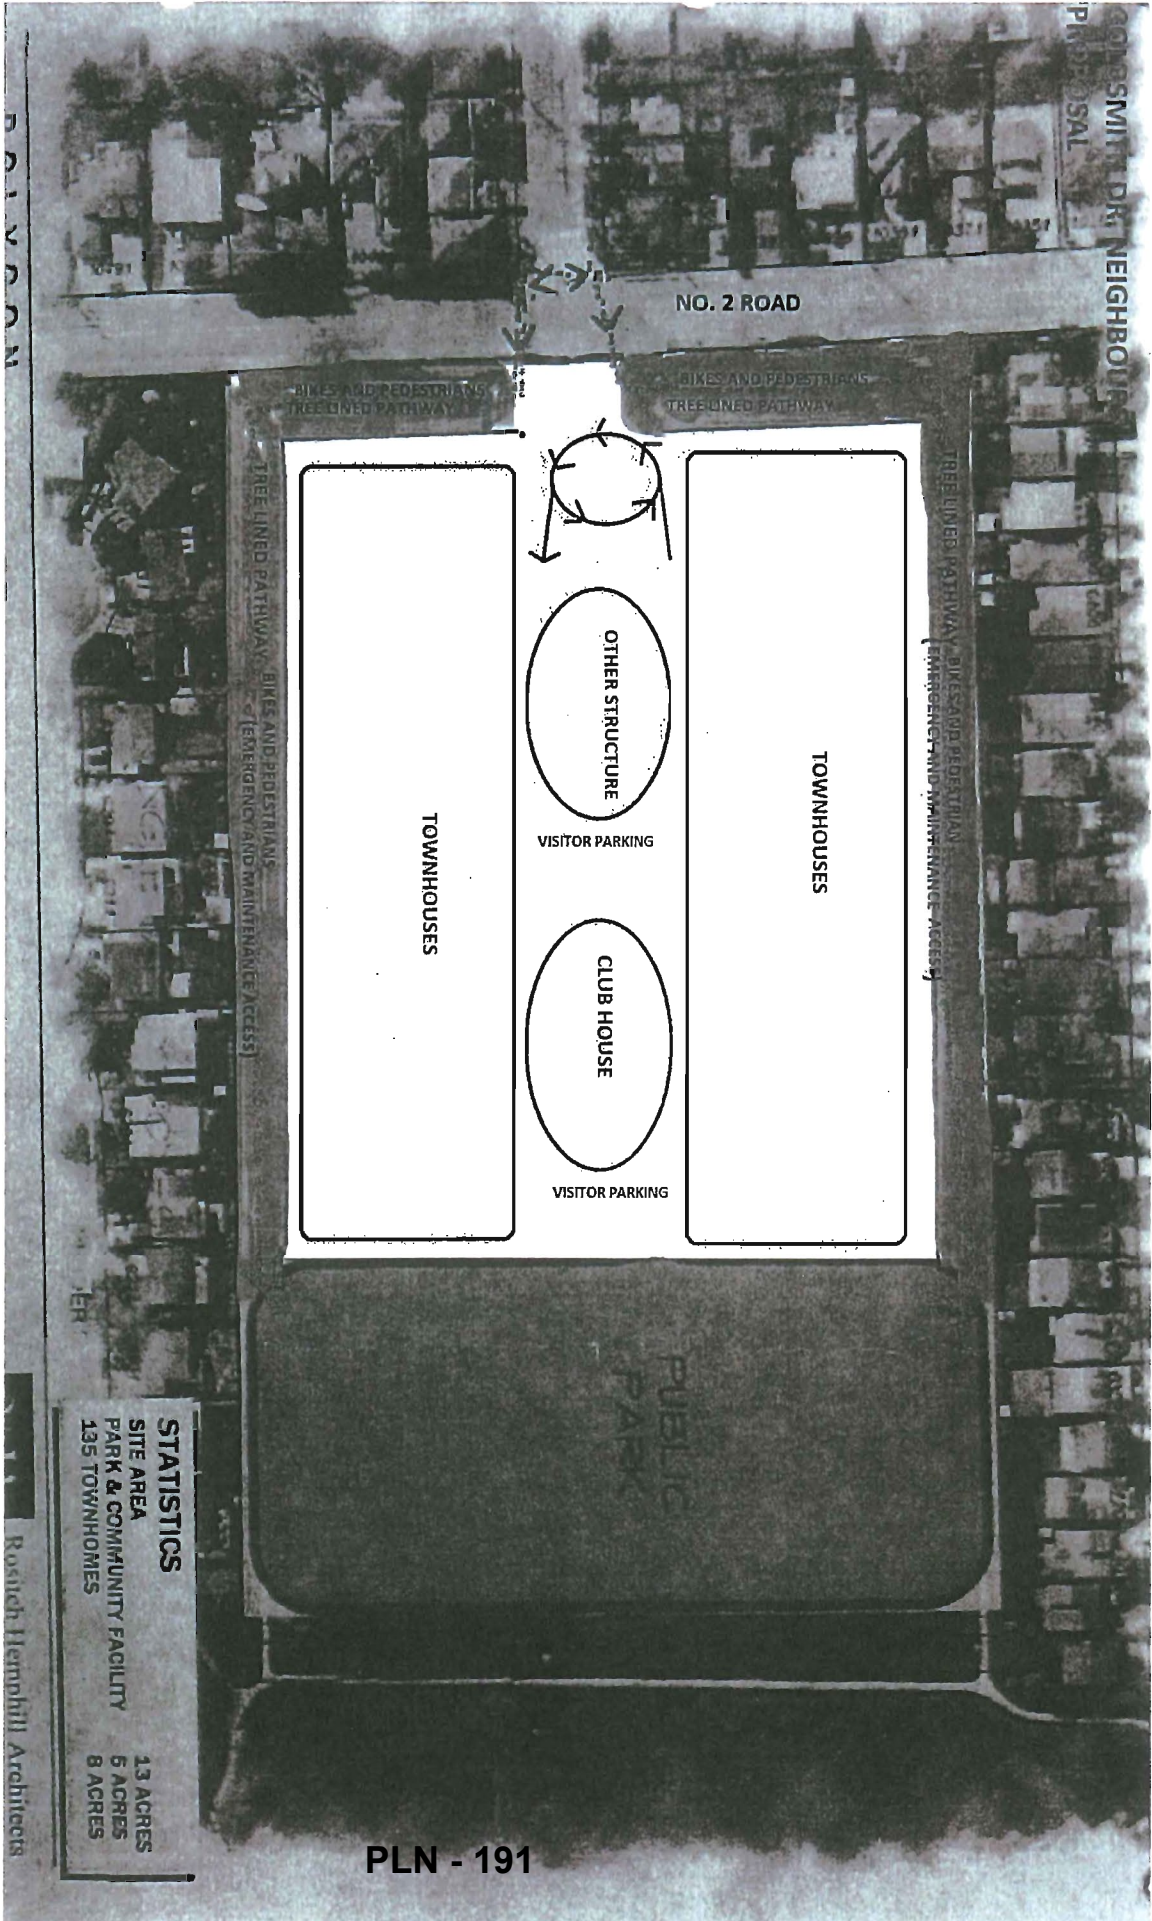 NEIGHBOUR
NO. 2 ROAD
BIKES AND PEDESTRIANS
TREE LINED PATHWAY
BIKES AND PEDESTRIANS
TREE LINED PATHWAY
TREE LINED PATHWAY, BIKES AND PEDESTRIAN
(EMERGENCY AND MAINTENANCE ACCESS)
TOWNHOUSES
OTHER STRUCTURE
VISITOR PARKING
CLUB HOUSE
VISITOR PARKING
TOWNHOUSES
TREE LINED PATHWAY, BIKES AND PEDESTRIANS
(EMERGENCY AND MAINTENANCE ACCESS)
PUBLIC
PARK
STATISTICS
SITE AREA 13 ACRES
PARK & COMMUNITY FACILITY 5 ACRES
135 TOWNHOMES 8 ACRES
Hemphill Architects
PLN - 191